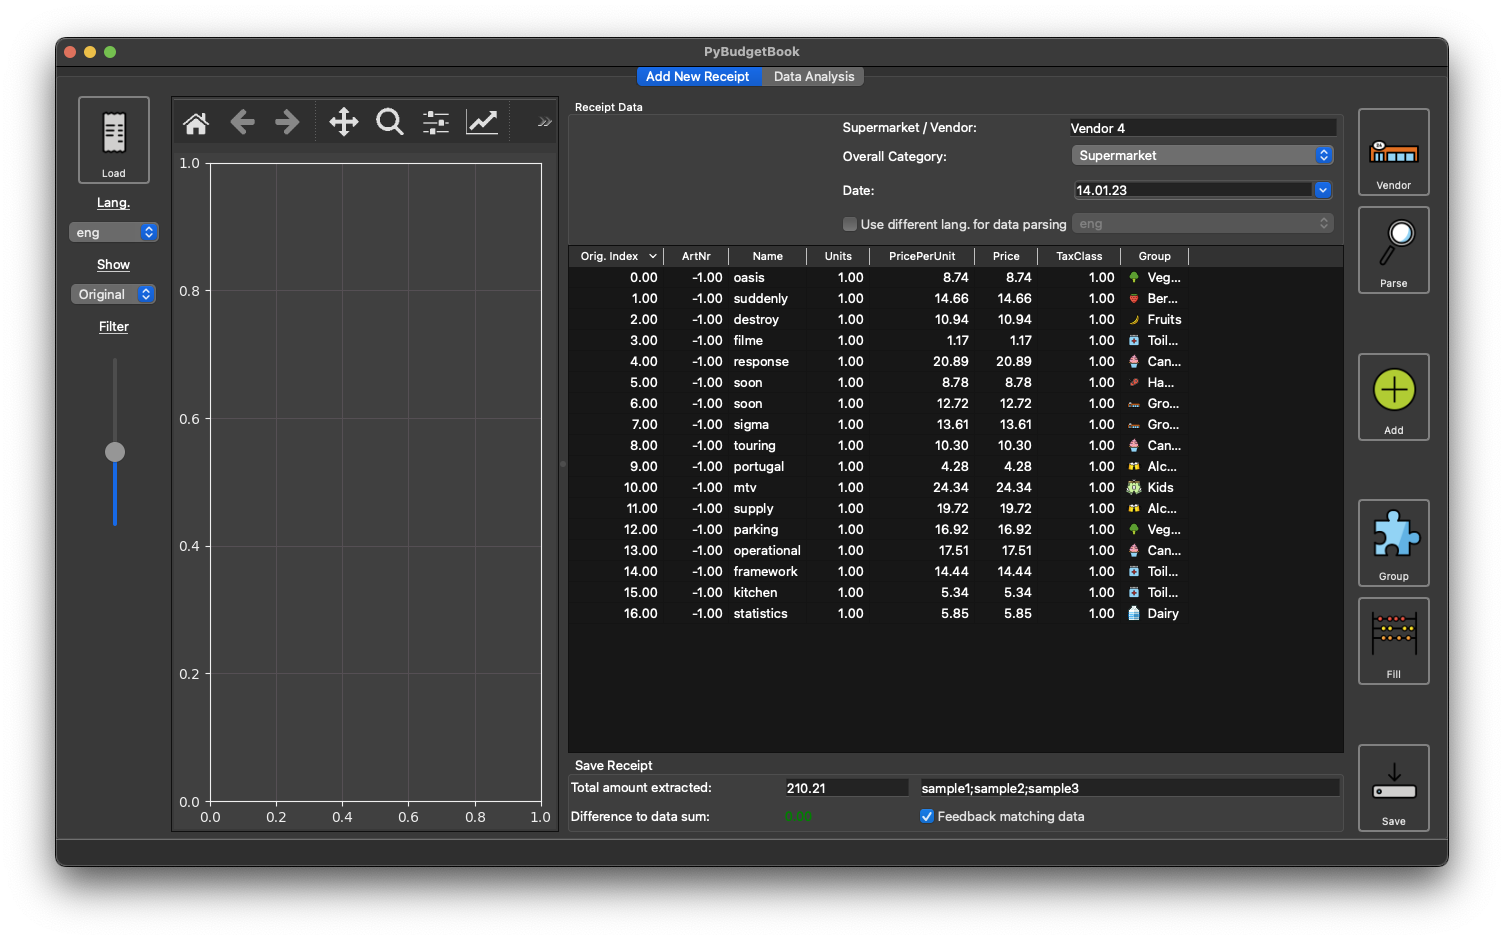 PyBudgetBook
Add New Receipt Data Analysis
Load
Lang.
eng
Show
Original
Filter
1.0
0.8
0.6
0.4
0.2
0.0
0.0 0.2 0.4 0.6 0.8 1.0
Receipt Data
Supermarket / Vendor: Vendor 4
Overall Category: Supermarket
Date: 14.01.23
Use different lang. for data parsing eng
Orig. Index ArtNr Name Units PricePerUnit Price TaxClass Group
0.00 -1.00 oasis 1.00 8.74 8.74 1.00 Veg...
1.00 -1.00 suddenly 1.00 14.66 14.66 1.00 Ber...
2.00 -1.00 destroy 1.00 10.94 10.94 1.00 Fruits
3.00 -1.00 filme 1.00 1.17 1.17 1.00 Toil...
4.00 -1.00 response 1.00 20.89 20.89 1.00 Can...
5.00 -1.00 soon 1.00 8.78 8.78 1.00 Ha...
6.00 -1.00 soon 1.00 12.72 12.72 1.00 Gro...
7.00 -1.00 sigma 1.00 13.61 13.61 1.00 Gro...
8.00 -1.00 touring 1.00 10.30 10.30 1.00 Can...
9.00 -1.00 portugal 1.00 4.28 4.28 1.00 Alc...
10.00 -1.00 mtv 1.00 24.34 24.34 1.00 Kids
11.00 -1.00 supply 1.00 19.72 19.72 1.00 Alc...
12.00 -1.00 parking 1.00 16.92 16.92 1.00 Veg...
13.00 -1.00 operational 1.00 17.51 17.51 1.00 Can...
14.00 -1.00 framework 1.00 14.44 14.44 1.00 Toil...
15.00 -1.00 kitchen 1.00 5.34 5.34 1.00 Toil...
16.00 -1.00 statistics 1.00 5.85 5.85 1.00 Dairy
Save Receipt
Total amount extracted: 210.21 sample1;sample2;sample3
Difference to data sum: 0.00 Feedback matching data
Vendor
Parse
Add
Group
Fill
Save